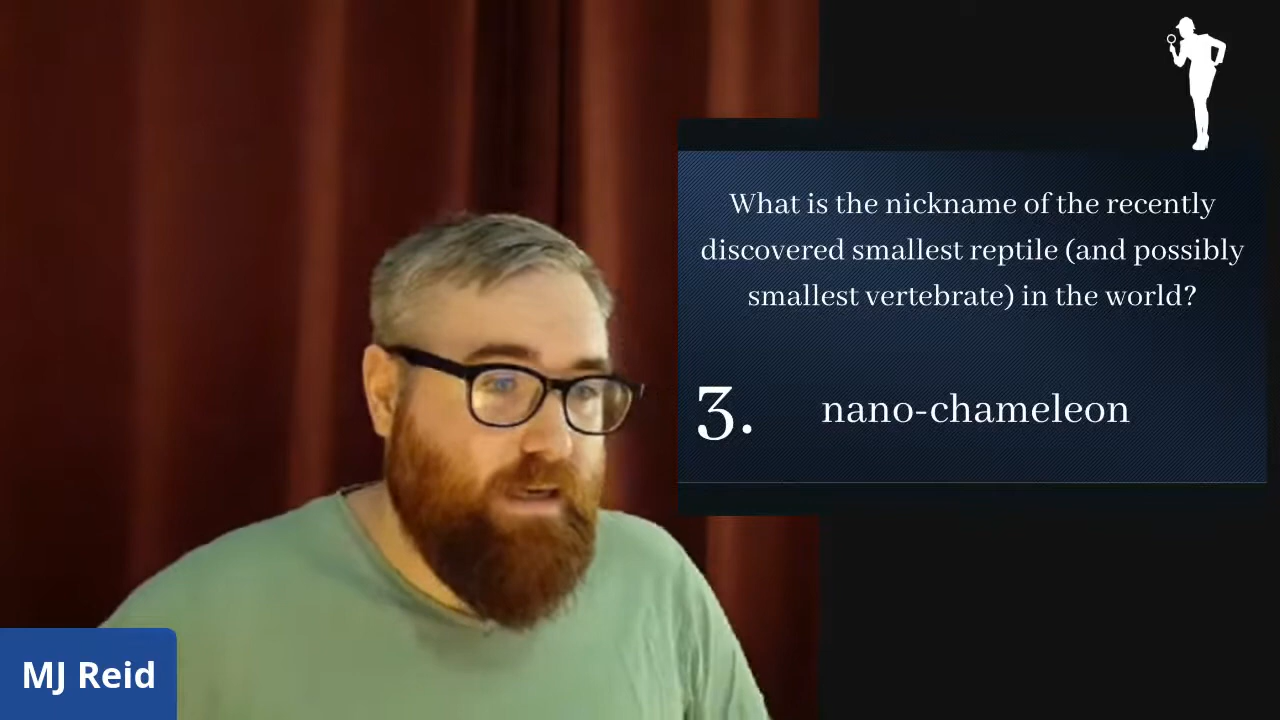 What is the nickname of the recently
discovered smallest reptile (and possibly
smallest vertebrate) in the world?
3. nano-chameleon
MJ Reid